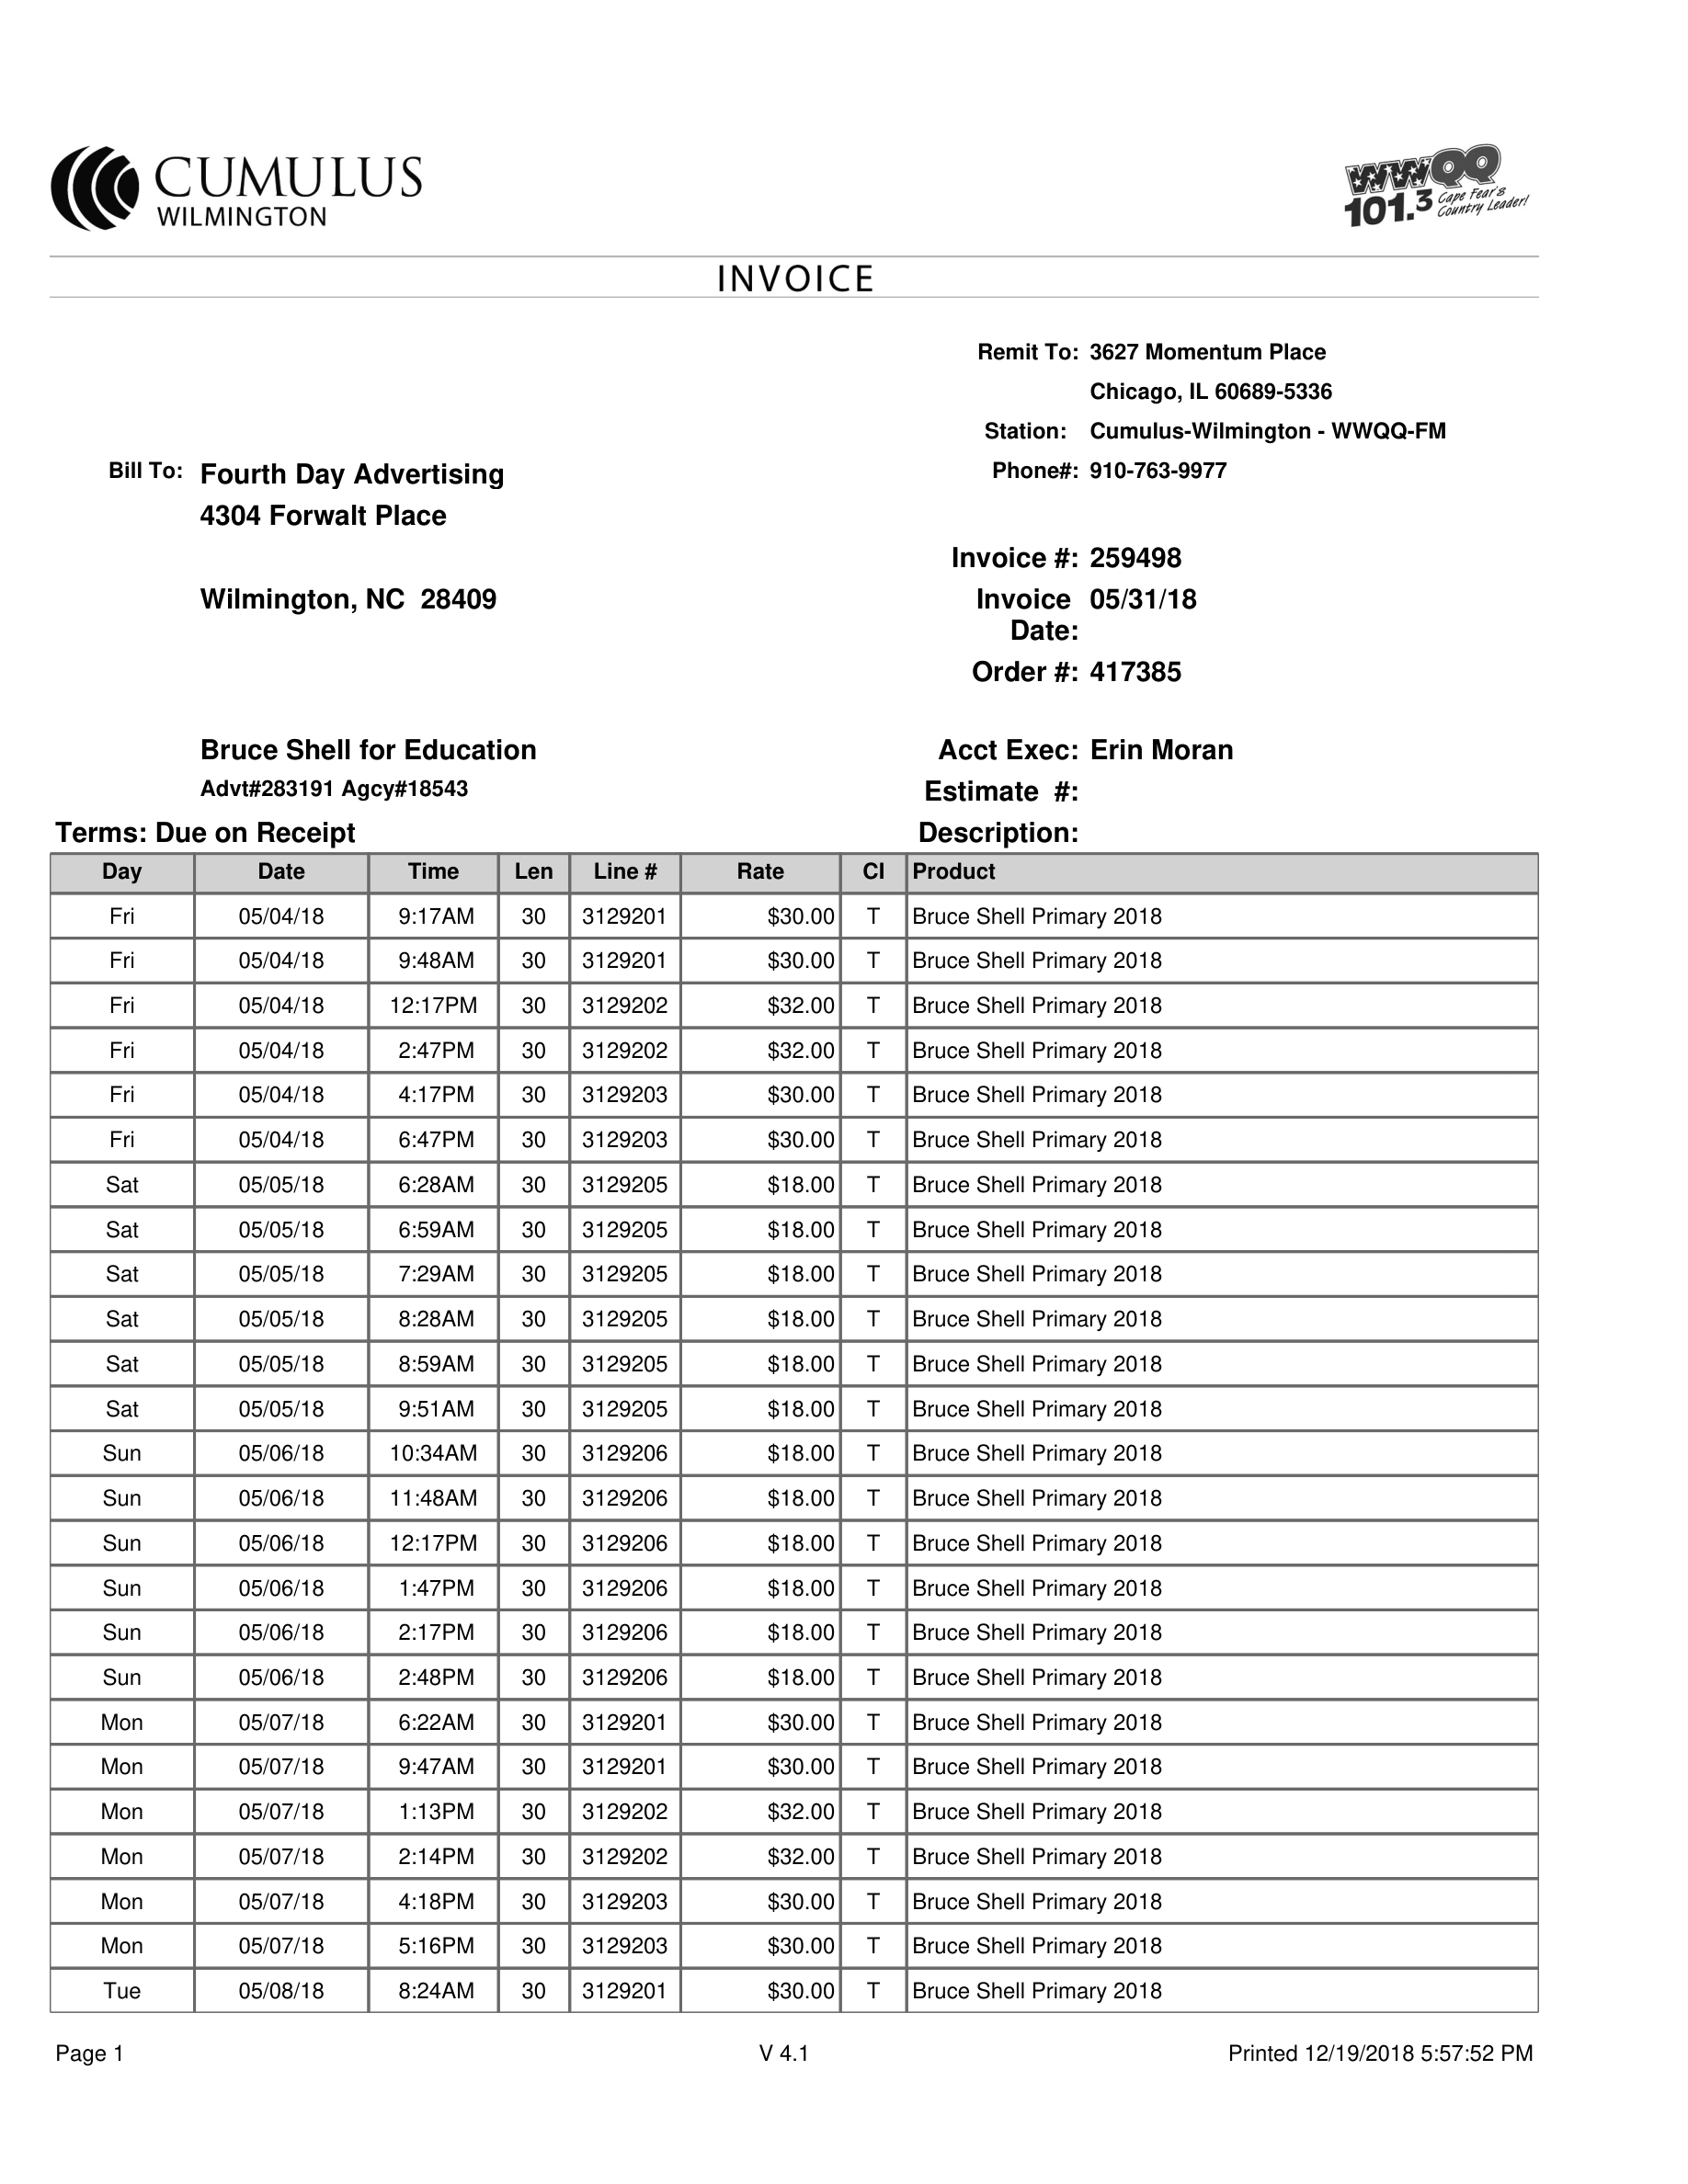 CUMULUS
WILMINGTON
WWQQ
101.3 Cape Fear's
Country Leader!
INVOICE
Remit To: 3627 Momentum Place
Chicago, IL 60689-5336
Station: Cumulus-Wilmington - WWQQ-FM
Bill To: Fourth Day Advertising
Phone#: 910-763-9977
4304 Forwalt Place
Invoice #: 259498
Wilmington, NC 28409
Invoice 05/31/18
Date:
Order #: 417385
Bruce Shell for Education
Acct Exec: Erin Moran
Advt#283191 Agcy#18543
Estimate #:
Terms: Due on Receipt
Description:
Day Date Time Len Line # Rate Cl Product
Fri 05/04/18 9:17AM 30 3129201 $30.00 T Bruce Shell Primary 2018
Fri 05/04/18 9:48AM 30 3129201 $30.00 T Bruce Shell Primary 2018
Fri 05/04/18 12:17PM 30 3129202 $32.00 T Bruce Shell Primary 2018
Fri 05/04/18 2:47PM 30 3129202 $32.00 T Bruce Shell Primary 2018
Fri 05/04/18 4:17PM 30 3129203 $30.00 T Bruce Shell Primary 2018
Fri 05/04/18 6:47PM 30 3129203 $30.00 T Bruce Shell Primary 2018
Sat 05/05/18 6:28AM 30 3129205 $18.00 T Bruce Shell Primary 2018
Sat 05/05/18 6:59AM 30 3129205 $18.00 T Bruce Shell Primary 2018
Sat 05/05/18 7:29AM 30 3129205 $18.00 T Bruce Shell Primary 2018
Sat 05/05/18 8:28AM 30 3129205 $18.00 T Bruce Shell Primary 2018
Sat 05/05/18 8:59AM 30 3129205 $18.00 T Bruce Shell Primary 2018
Sat 05/05/18 9:51AM 30 3129205 $18.00 T Bruce Shell Primary 2018
Sun 05/06/18 10:34AM 30 3129206 $18.00 T Bruce Shell Primary 2018
Sun 05/06/18 11:48AM 30 3129206 $18.00 T Bruce Shell Primary 2018
Sun 05/06/18 12:17PM 30 3129206 $18.00 T Bruce Shell Primary 2018
Sun 05/06/18 1:47PM 30 3129206 $18.00 T Bruce Shell Primary 2018
Sun 05/06/18 2:17PM 30 3129206 $18.00 T Bruce Shell Primary 2018
Sun 05/06/18 2:48PM 30 3129206 $18.00 T Bruce Shell Primary 2018
Mon 05/07/18 6:22AM 30 3129201 $30.00 T Bruce Shell Primary 2018
Mon 05/07/18 9:47AM 30 3129201 $30.00 T Bruce Shell Primary 2018
Mon 05/07/18 1:13PM 30 3129202 $32.00 T Bruce Shell Primary 2018
Mon 05/07/18 2:14PM 30 3129202 $32.00 T Bruce Shell Primary 2018
Mon 05/07/18 4:18PM 30 3129203 $30.00 T Bruce Shell Primary 2018
Mon 05/07/18 5:16PM 30 3129203 $30.00 T Bruce Shell Primary 2018
Tue 05/08/18 8:24AM 30 3129201 $30.00 T Bruce Shell Primary 2018
Page 1 V 4.1 Printed 12/19/2018 5:57:52 PM